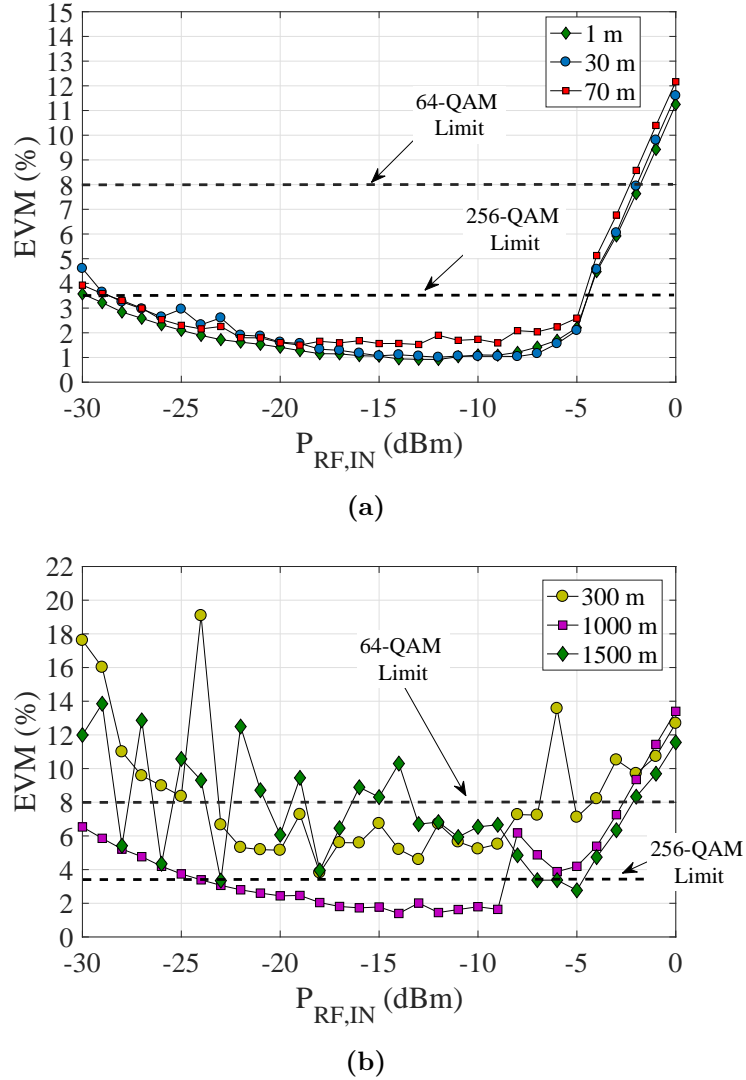 15
14
13
12
11
10
9
8
7
6
5
4
3
2
1
0
EVM (%)
1 m
30 m
70 m
64-QAM
Limit
256-QAM
Limit
-30 -25 -20 -15 -10 -5 0
P_RF,IN (dBm)
(a)
22
20
18
16
14
12
10
8
6
4
2
0
EVM (%)
300 m
1000 m
1500 m
64-QAM
Limit
256-QAM
Limit
-30 -25 -20 -15 -10 -5 0
P_RF,IN (dBm)
(b)